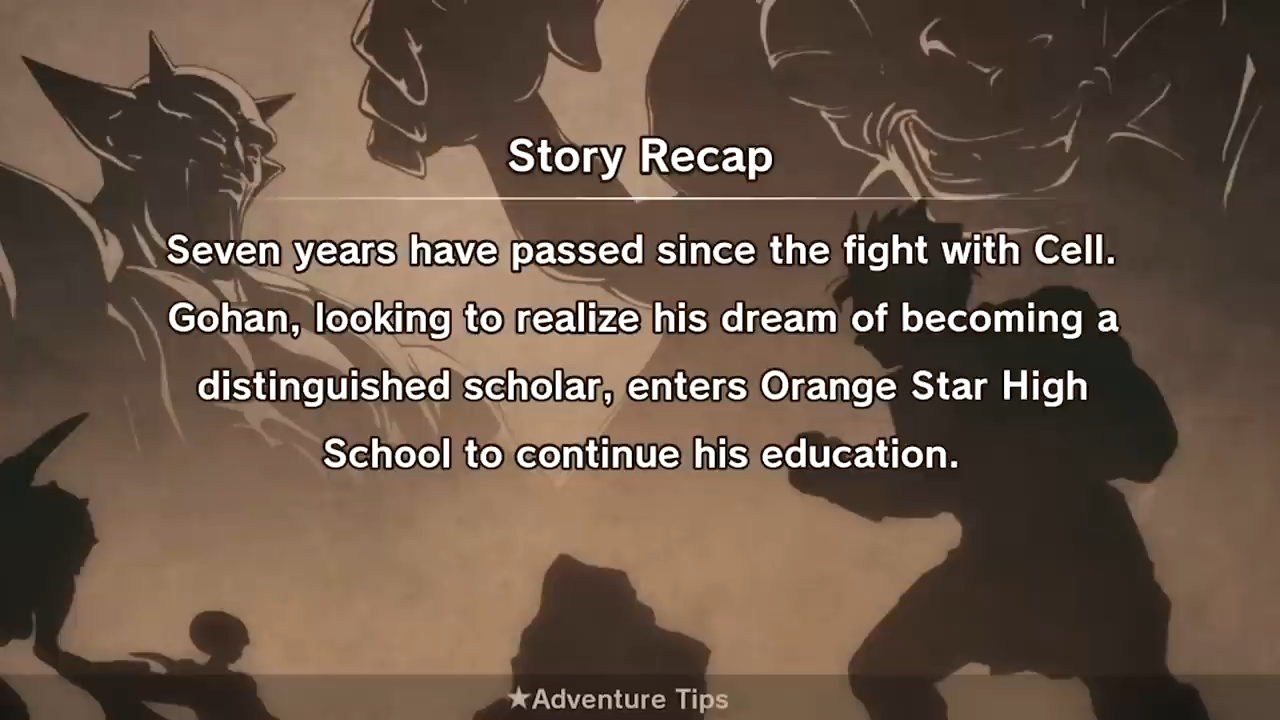 Story Recap
Seven years have passed since the fight with Cell.
Gohan, looking to realize his dream of becoming a
distinguished scholar, enters Orange Star High
School to continue his education.
★Adventure Tips